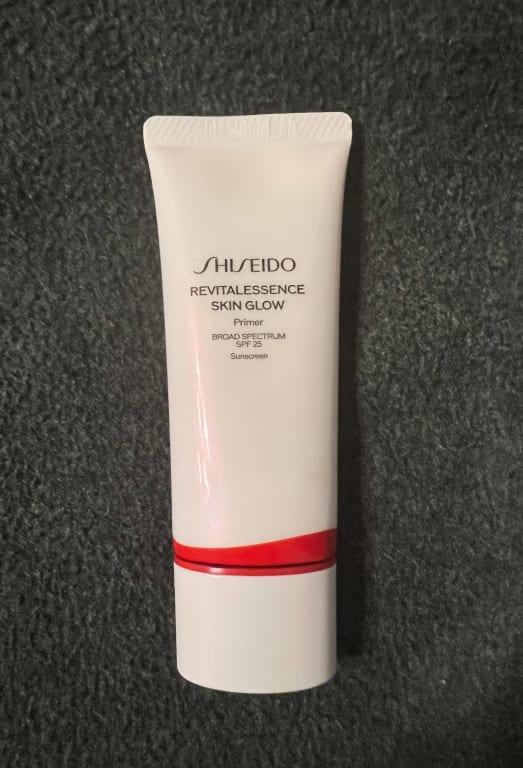 SHISEIDO
REVITALESSENCE
SKIN GLOW
Primer
BROAD SPECTRUM
SPF 25
Sunscreen